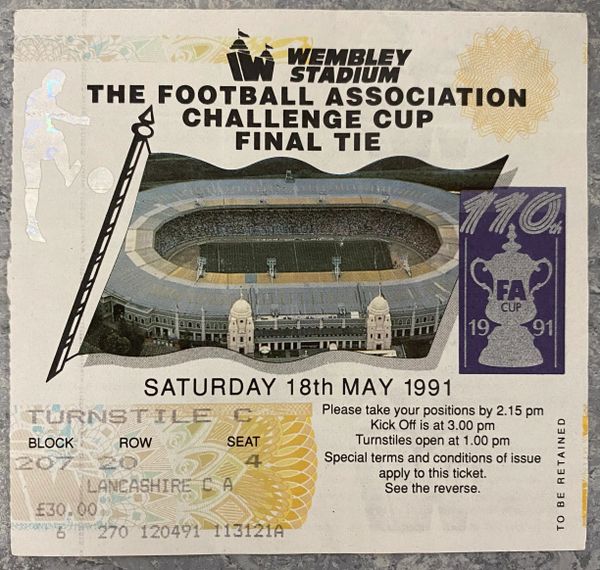 WEMBLEY
STADIUM
THE FOOTBALL ASSOCIATION
CHALLENGE CUP
FINAL TIE
110th
FA
CUP
19 91
SATURDAY 18th MAY 1991
TURNSTILE C
BLOCK ROW SEAT
207 20 4
LANCASHIRE C A
£30.00
6 270 120491 113121A
Please take your positions by 2.15 pm
Kick Off is at 3.00 pm
Turnstiles open at 1.00 pm
Special terms and conditions of issue
apply to this ticket.
See the reverse.
TO BE RETAINED